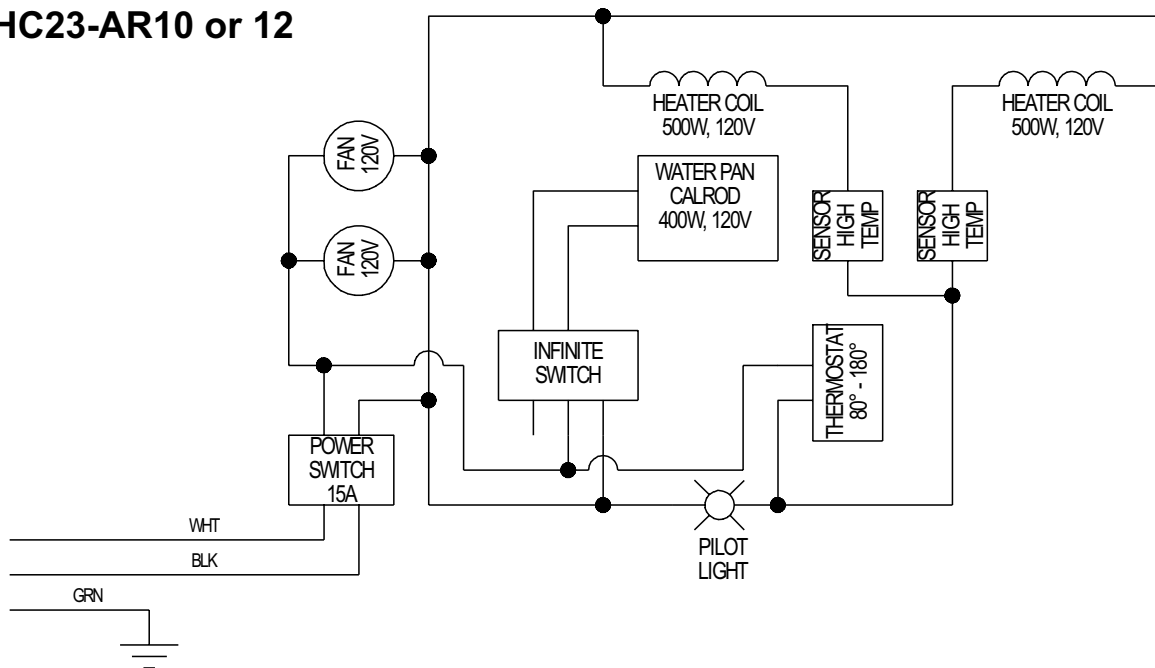 HC23-AR10 or 12
HEATER COIL
500W, 120V
HEATER COIL
500W, 120V
FAN
120V
WATER PAN
CALROD
400W, 120V
SENSOR
HIGH
TEMP
SENSOR
HIGH
TEMP
FAN
120V
INFINITE
SWITCH
THERMOSTAT
80° - 180°
POWER
SWITCH
15A
WHT
BLK
PILOT
LIGHT
GRN